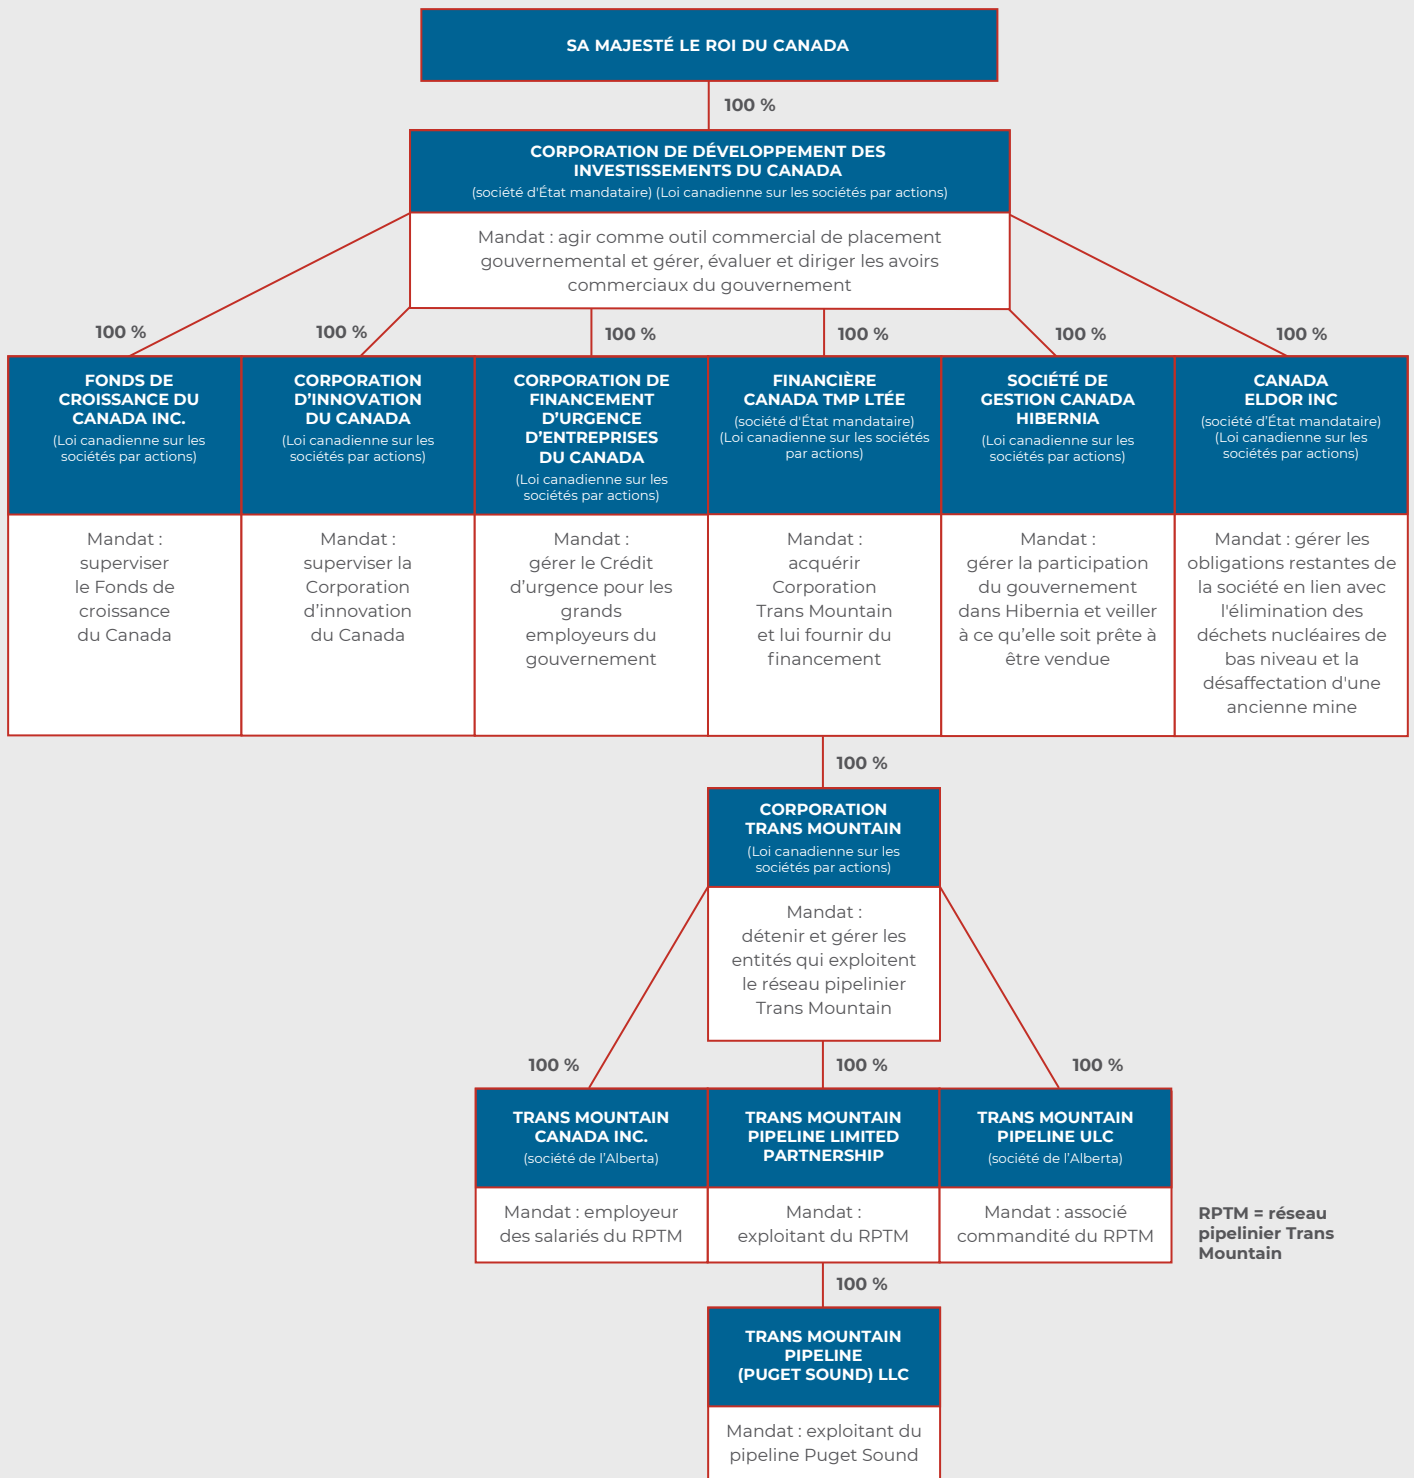 SA MAJESTÉ LE ROI DU CANADA
100 %
CORPORATION DE DÉVELOPPEMENT DES
INVESTISSEMENTS DU CANADA
(société d'État mandataire) (Loi canadienne sur les sociétés par actions)
Mandat : agir comme outil commercial de placement
gouvernemental et gérer, évaluer et diriger les avoirs
commerciaux du gouvernement
100 %
100 %
100 %
100 %
100 %
100 %
FONDS DE
CROISSANCE DU
CANADA INC.
(Loi canadienne sur les
sociétés par actions)
Mandat :
superviser
le Fonds de
croissance
du Canada
CORPORATION
D’INNOVATION
DU CANADA
(Loi canadienne sur les
sociétés par actions)
Mandat :
superviser la
Corporation
d’innovation
du Canada
CORPORATION DE
FINANCEMENT
D’URGENCE
D’ENTREPRISES
DU CANADA
(Loi canadienne sur les
sociétés par actions)
Mandat :
gérer le Crédit
d’urgence pour les
grands
employeurs du
gouvernement
FINANCIÈRE
CANADA TMP LTÉE
(société d'État mandataire)
(Loi canadienne sur les sociétés
par actions)
Mandat :
acquérir
Corporation
Trans Mountain
et lui fournir du
financement
SOCIÉTÉ DE
GESTION CANADA
HIBERNIA
(Loi canadienne sur les
sociétés par actions)
Mandat :
gérer la participation
du gouvernement
dans Hibernia et veiller
à ce qu’elle soit prête à
être vendue
CANADA
ELDOR INC
(société d’État mandataire)
(Loi canadienne sur les
sociétés par actions)
Mandat : gérer les
obligations restantes de
la société en lien avec
l'élimination des
déchets nucléaires de
bas niveau et la
désaffectation d'une
ancienne mine
100 %
CORPORATION
TRANS MOUNTAIN
(Loi canadienne sur les
sociétés par actions)
Mandat :
détenir et gérer les
entités qui exploitent
le réseau pipelinier
Trans Mountain
100 %
100 %
100 %
TRANS MOUNTAIN
CANADA INC.
(société de l’Alberta)
Mandat : employeur
des salariés du RPTM
TRANS MOUNTAIN
PIPELINE LIMITED
PARTNERSHIP
Mandat :
exploitant du RPTM
TRANS MOUNTAIN
PIPELINE ULC
(société de l’Alberta)
Mandat : associé
commandité du RPTM
RPTM = réseau
pipelinier Trans
Mountain
100 %
TRANS MOUNTAIN
PIPELINE
(PUGET SOUND) LLC
Mandat : exploitant du
pipeline Puget Sound